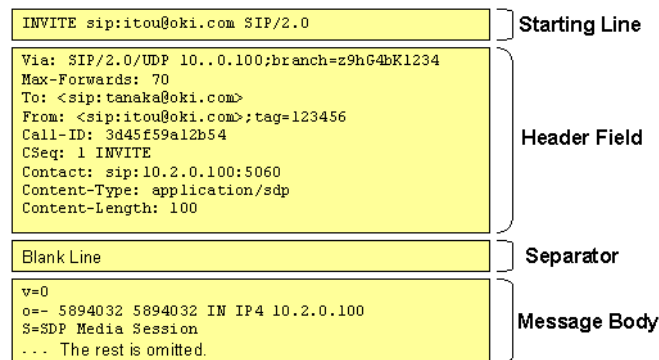 INVITE sip:itou@oki.com SIP/2.0
Starting Line
Via: SIP/2.0/UDP 10..0.100;branch=z9hG4bK1234
Max-Forwards: 70
To: <sip:tanaka@oki.com>
From: <sip:itou@oki.com>;tag=123456
Call-ID: 3d45f59a12b54
CSeq: 1 INVITE
Contact: sip:10.2.0.100:5060
Content-Type: application/sdp
Content-Length: 100
Header Field
Blank Line
Separator
v=0
o=- 5894032 5894032 IN IP4 10.2.0.100
S=SDP Media Session
... The rest is omitted.
Message Body